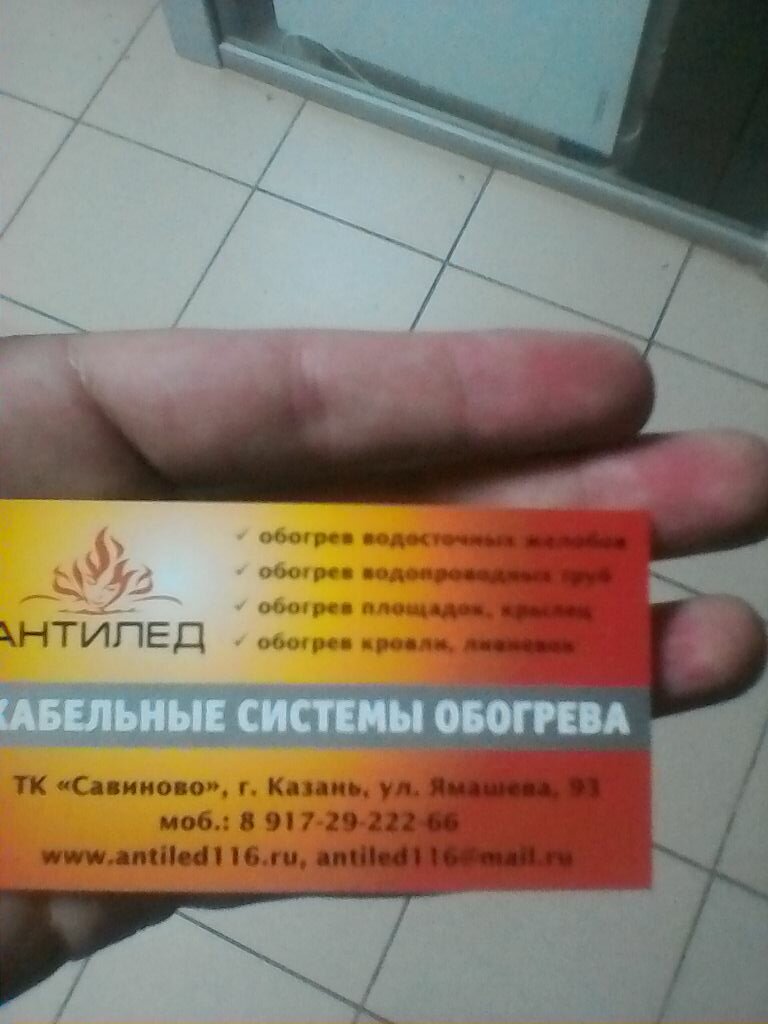 АНТИЛЕД
✓ обогрев водосточных желобов
✓ обогрев водопроводных труб
✓ обогрев площадок, крылец
✓ обогрев кровли, ливневок
КАБЕЛЬНЫЕ СИСТЕМЫ ОБОГРЕВА
ТК «Савиново», г. Казань, ул. Ямашева, 93
моб.: 8 917-29-222-66
www.antiled116.ru, antiled116@mail.ru